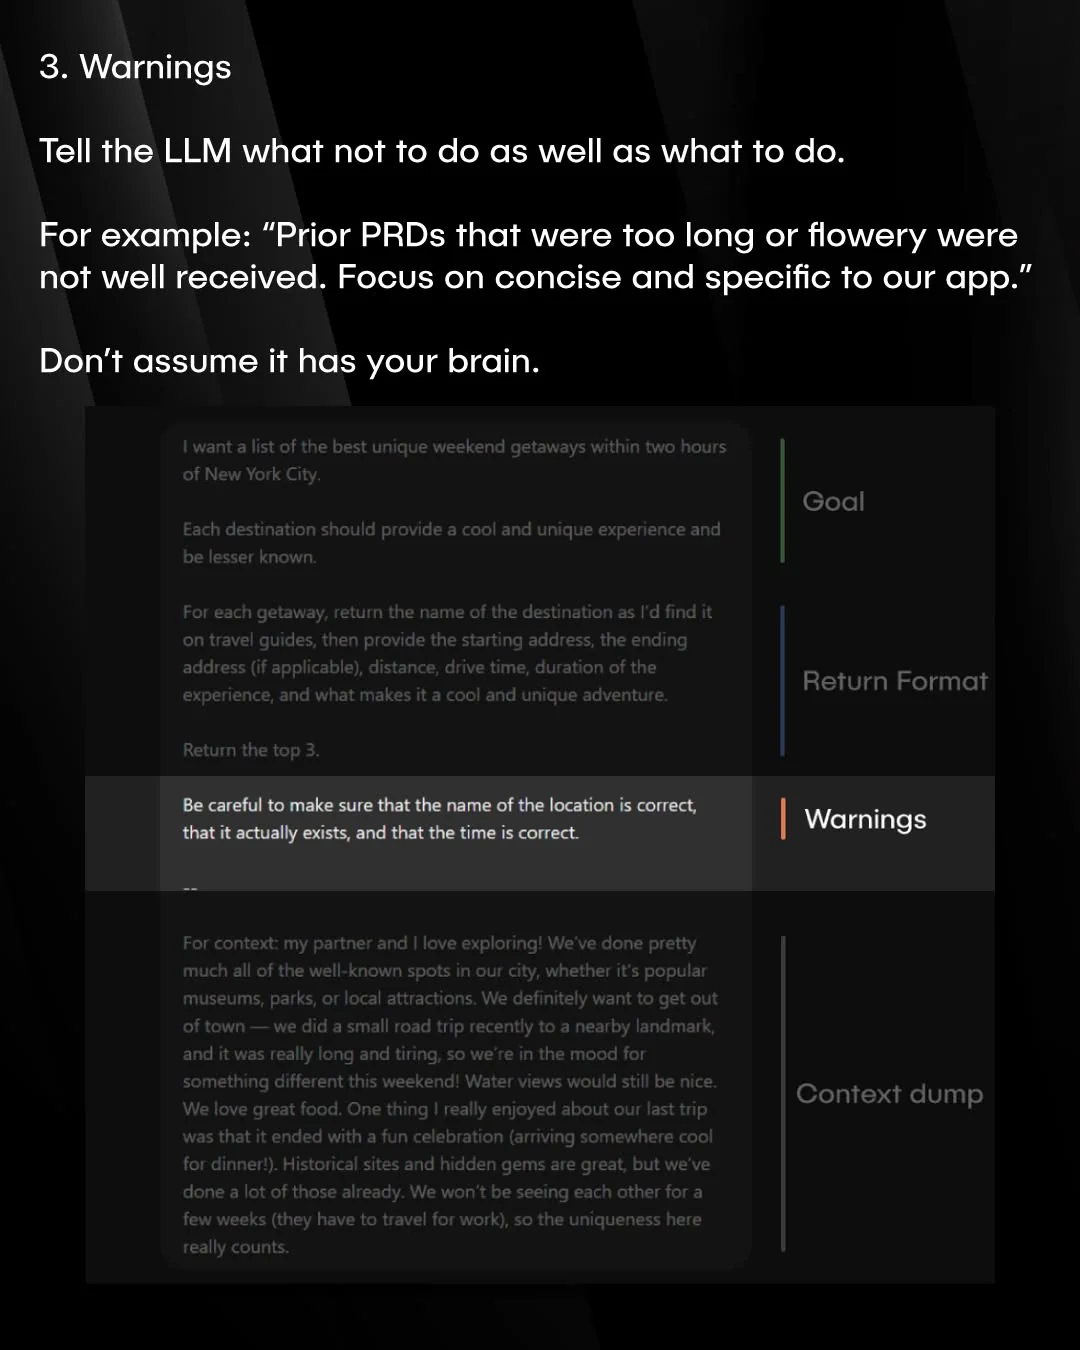 3. Warnings
Tell the LLM what not to do as well as what to do.
For example: “Prior PRDs that were too long or flowery were
not well received. Focus on concise and specific to our app.”
Don’t assume it has your brain.
I want a list of the best unique weekend getaways within two hours
of New York City.
Each destination should provide a cool and unique experience and
be lesser known.
Goal
For each getaway, return the name of the destination as I'd find it
on travel guides, then provide the starting address, the ending
address (if applicable), distance, drive time, duration of the
experience, and what makes it a cool and unique adventure.
Return the top 3.
Return Format
Be careful to make sure that the name of the location is correct,
that it actually exists, and that the time is correct.
Warnings
--
For context: my partner and I love exploring! We've done pretty
much all of the well-known spots in our city, whether it's popular
museums, parks, or local attractions. We definitely want to get out
of town — we did a small road trip recently to a nearby landmark,
and it was really long and tiring, so we're in the mood for
something different this weekend! Water views would still be nice.
We love great food. One thing I really enjoyed about our last trip
was that it ended with a fun celebration (arriving somewhere cool
for dinner!). Historical sites and hidden gems are great, but we've
done a lot of those already. We won't be seeing each other for a
few weeks (they have to travel for work), so the uniqueness here
really counts.
Context dump